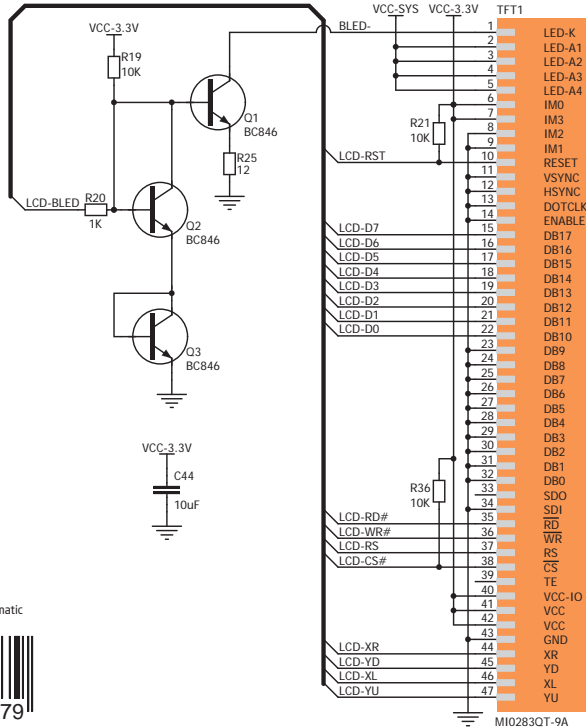 VCC-SYS VCC-3.3V TFT1
VCC-3.3V
BLED-
R19
10K
Q1
BC846
R25
12
LCD-BLED R20
1K
Q2
BC846
Q3
BC846
VCC-3.3V
C44
10uF
matic
79
R21
10K
LCD-RST
LCD-D7
LCD-D6
LCD-D5
LCD-D4
LCD-D3
LCD-D2
LCD-D1
LCD-D0
R36
10K
LCD-RD#
LCD-WR#
LCD-RS
LCD-CS#
LCD-XR
LCD-YD
LCD-XL
LCD-YU
1 LED-K
2 LED-A1
3 LED-A2
4 LED-A3
5 LED-A4
6 IM0
7 IM3
8 IM2
9 IM1
10 RESET
11 VSYNC
12 HSYNC
13 DOTCLK
14 ENABLE
15 DB17
16 DB16
17 DB15
18 DB14
19 DB13
20 DB12
21 DB11
22 DB10
23 DB9
24 DB8
25 DB7
26 DB6
27 DB5
28 DB4
29 DB3
30 DB2
31 DB1
32 DB0
33 SDO
34 SDI
35 RD
36 WR
37 RS
38 CS
39 TE
40 VCC-IO
41 VCC
42 VCC
43 GND
44 XR
45 YD
46 XL
47 YU
MI0283QT-9A